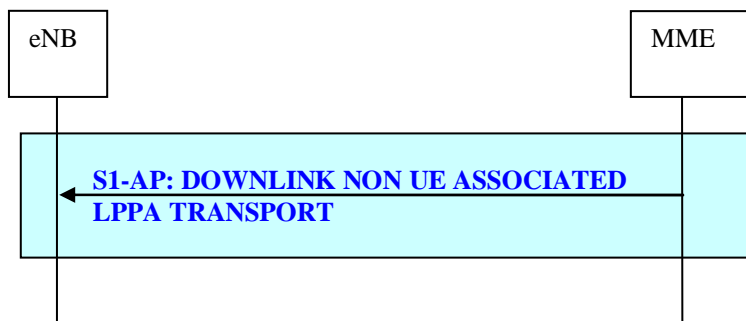 eNB
MME
S1-AP: DOWNLINK NON UE ASSOCIATED
LPPA TRANSPORT